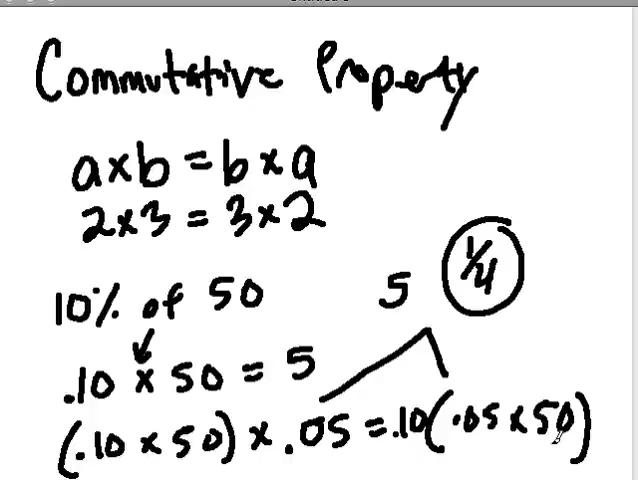 Commutative Property
a x b = b x a
2 x 3 = 3 x 2
10% of 50
5 1/4
.10 x 50 = 5
(.10 x 50) x .05 = .10(.05 x 50)